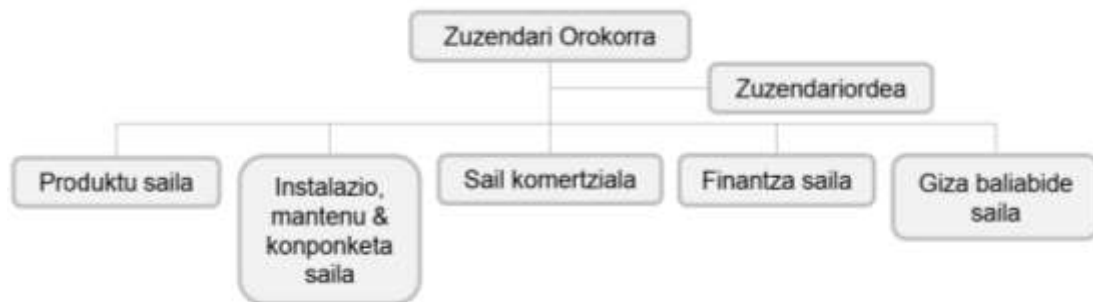 Zuzendari Orokorra
Zuzendariordea
Produktu saila
Instalazio,
mantenu &
konponketa
saila
Sail komertziala
Finantza saila
Giza baliabide
saila